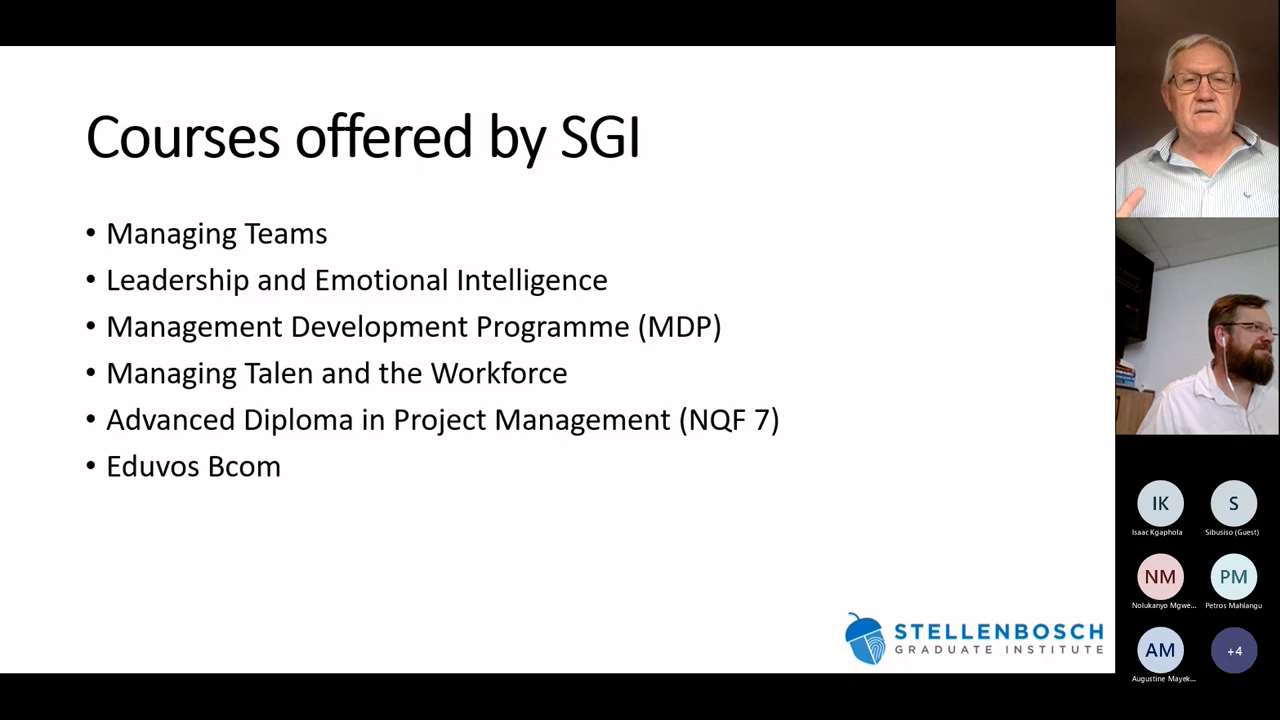 Courses offered by SGI
• Managing Teams
• Leadership and Emotional Intelligence
• Management Development Programme (MDP)
• Managing Talen and the Workforce
• Advanced Diploma in Project Management (NQF 7)
• Eduvos Bcom
STELLENBOSCH
GRADUATE INSTITUTE
IK
S
Isaac Kgaphola
Sibusiso (Guest)
NM
PM
Nolukanyo Mgwe...
Petros Mahlangu
AM
+4
Augustine Mayek...